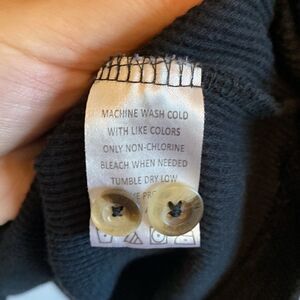 MACHINE WASH COLD
WITH LIKE COLORS
ONLY NON-CHLORINE
BLEACH WHEN NEEDED
TUMBLE DRY LOW